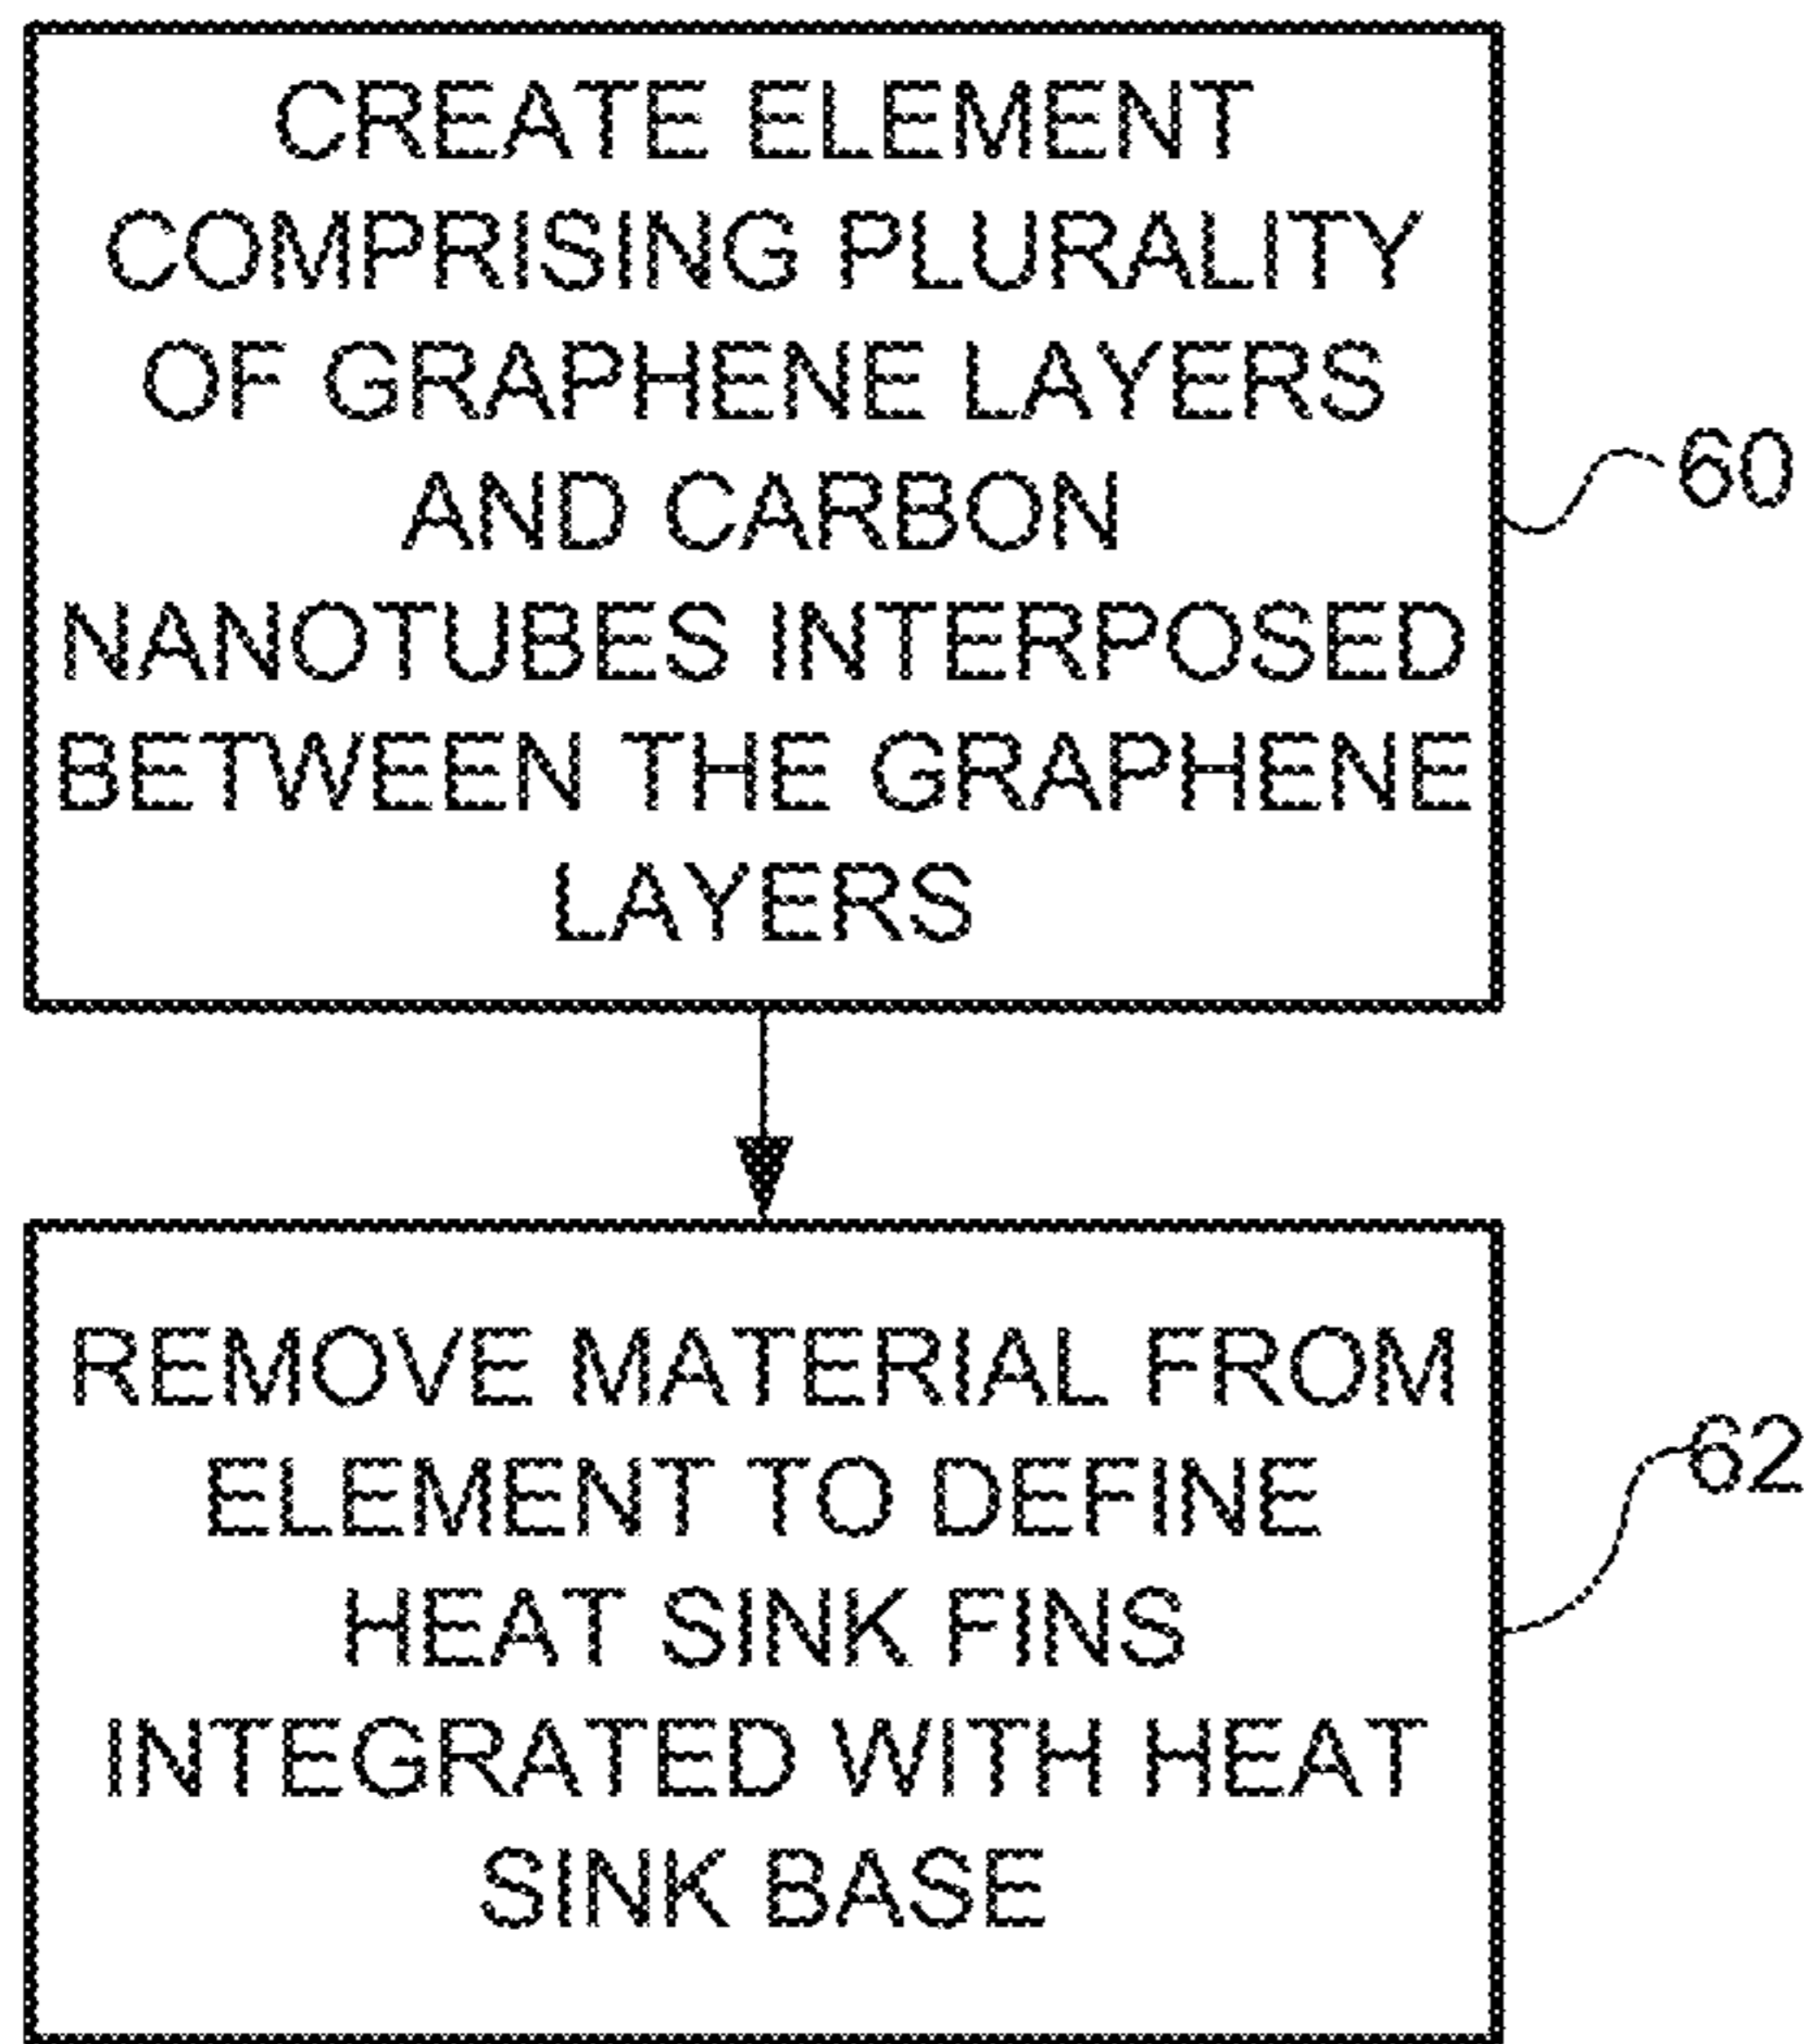 CREATE ELEMENT
COMPRISING PLURALITY
OF GRAPHENE LAYERS
AND CARBON
NANOTUBES INTERPOSED
BETWEEN THE GRAPHENE
LAYERS
60
REMOVE MATERIAL FROM
ELEMENT TO DEFINE
HEAT SINK FINS
INTEGRATED WITH HEAT
SINK BASE
62